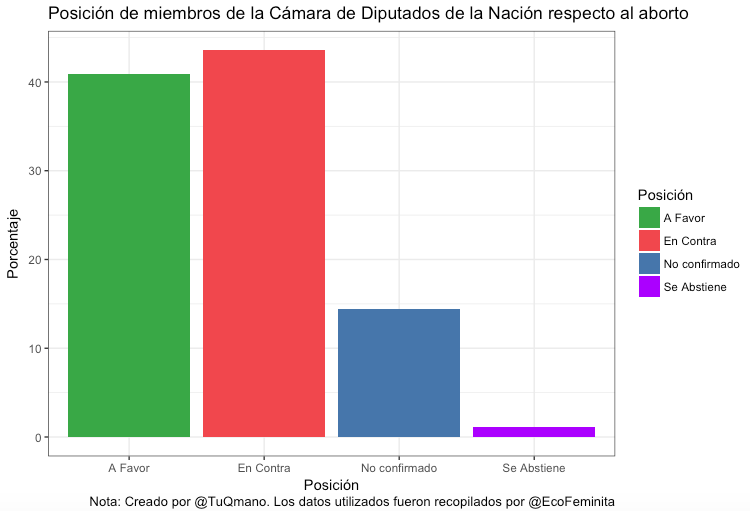 Posición de miembros de la Cámara de Diputados de la Nación respecto al aborto
40
30
20
10
0
Porcentaje
A Favor
En Contra
No confirmado
Se Abstiene
Posición
Nota: Creado por @TuQmano. Los datos utilizados fueron recopilados por @EcoFeminita
Posición
A Favor
En Contra
No confirmado
Se Abstiene